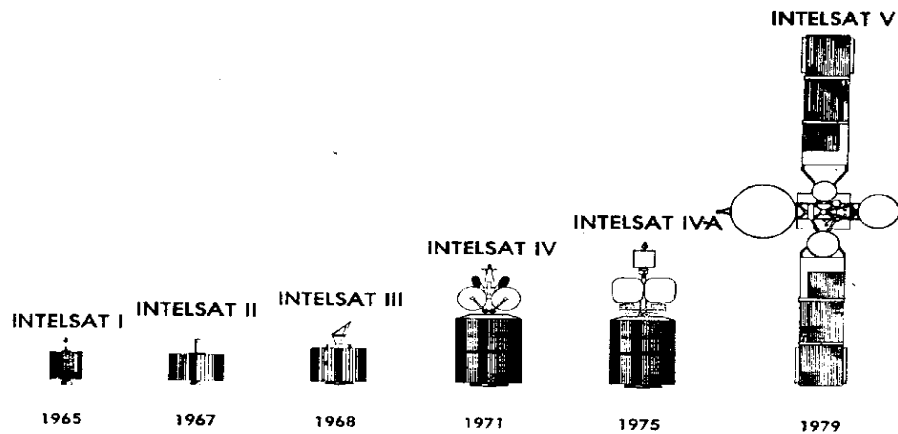 INTELSAT V
INTELSAT IV-A
INTELSAT IV
INTELSAT III
INTELSAT II
INTELSAT I
1965
1967
1968
1971
1975
1979